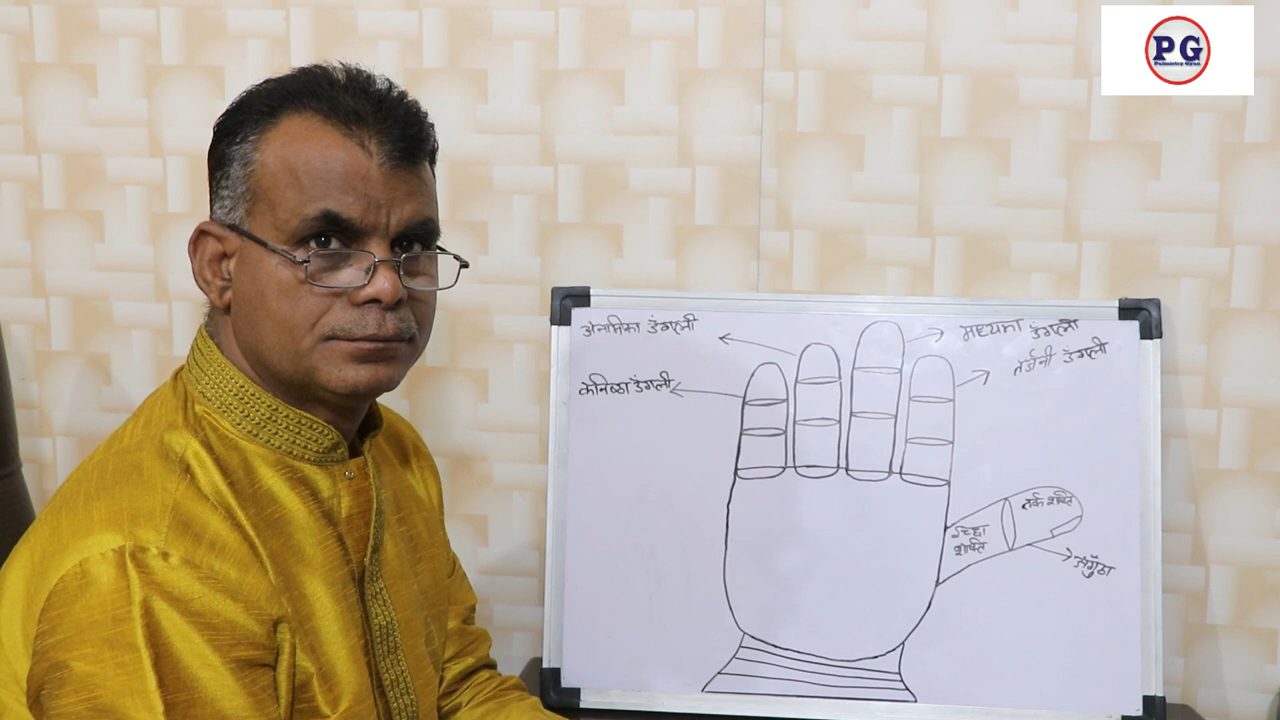 PG
Palmistry Gyan
अनामिका उंगली
मध्यमा उंगली
तर्जनी उंगली
कनिष्ठा उंगली
तर्क शक्ति
इच्छा
शक्ति
अंगुँठा